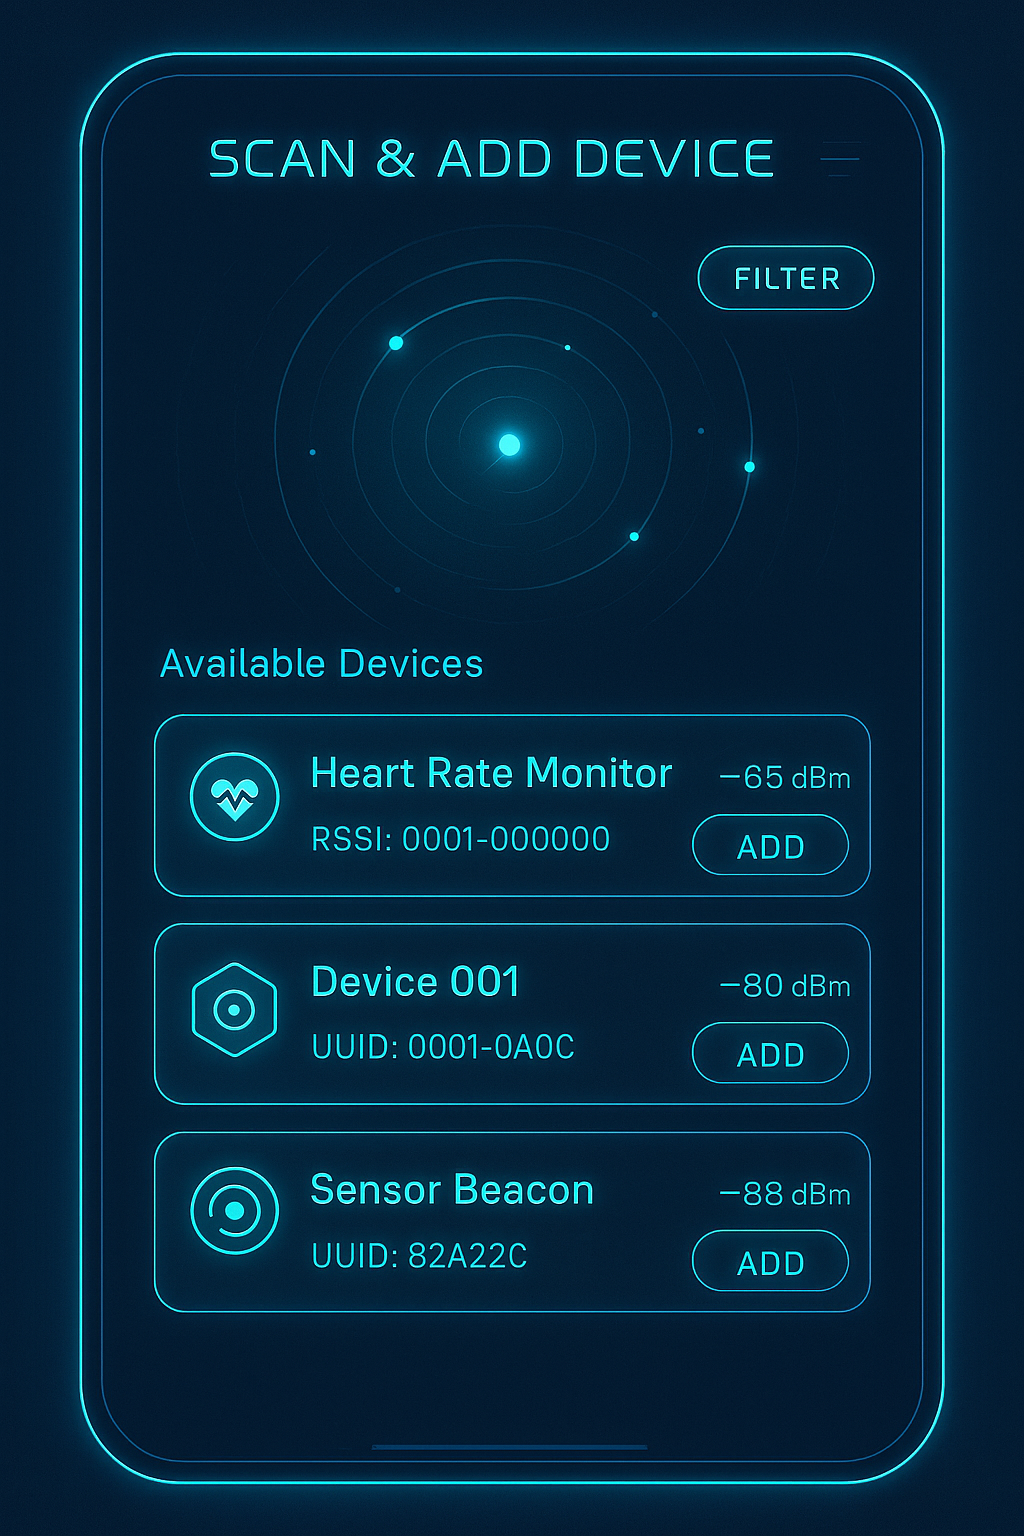 SCAN & ADD DEVICE
FILTER
Available Devices
Heart Rate Monitor
−65 dBm
RSSI: 0001-000000
ADD
Device 001
−80 dBm
UUID: 0001-0A0C
ADD
Sensor Beacon
−88 dBm
UUID: 82A22C
ADD